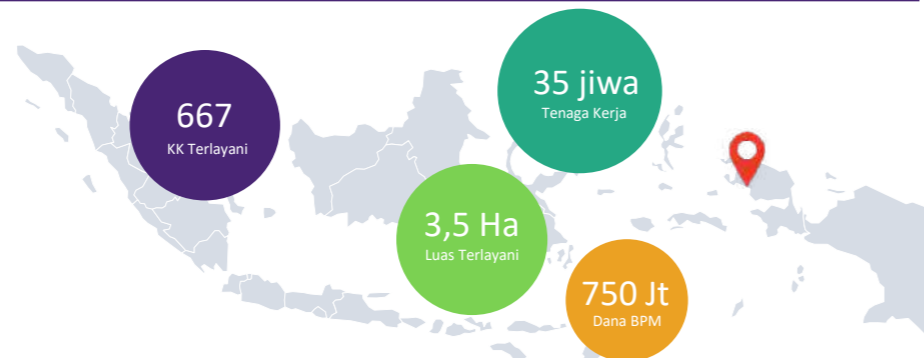 667
KK Terlayani
35 jiwa
Tenaga Kerja
3,5 Ha
Luas Terlayani
750 Jt
Dana BPM